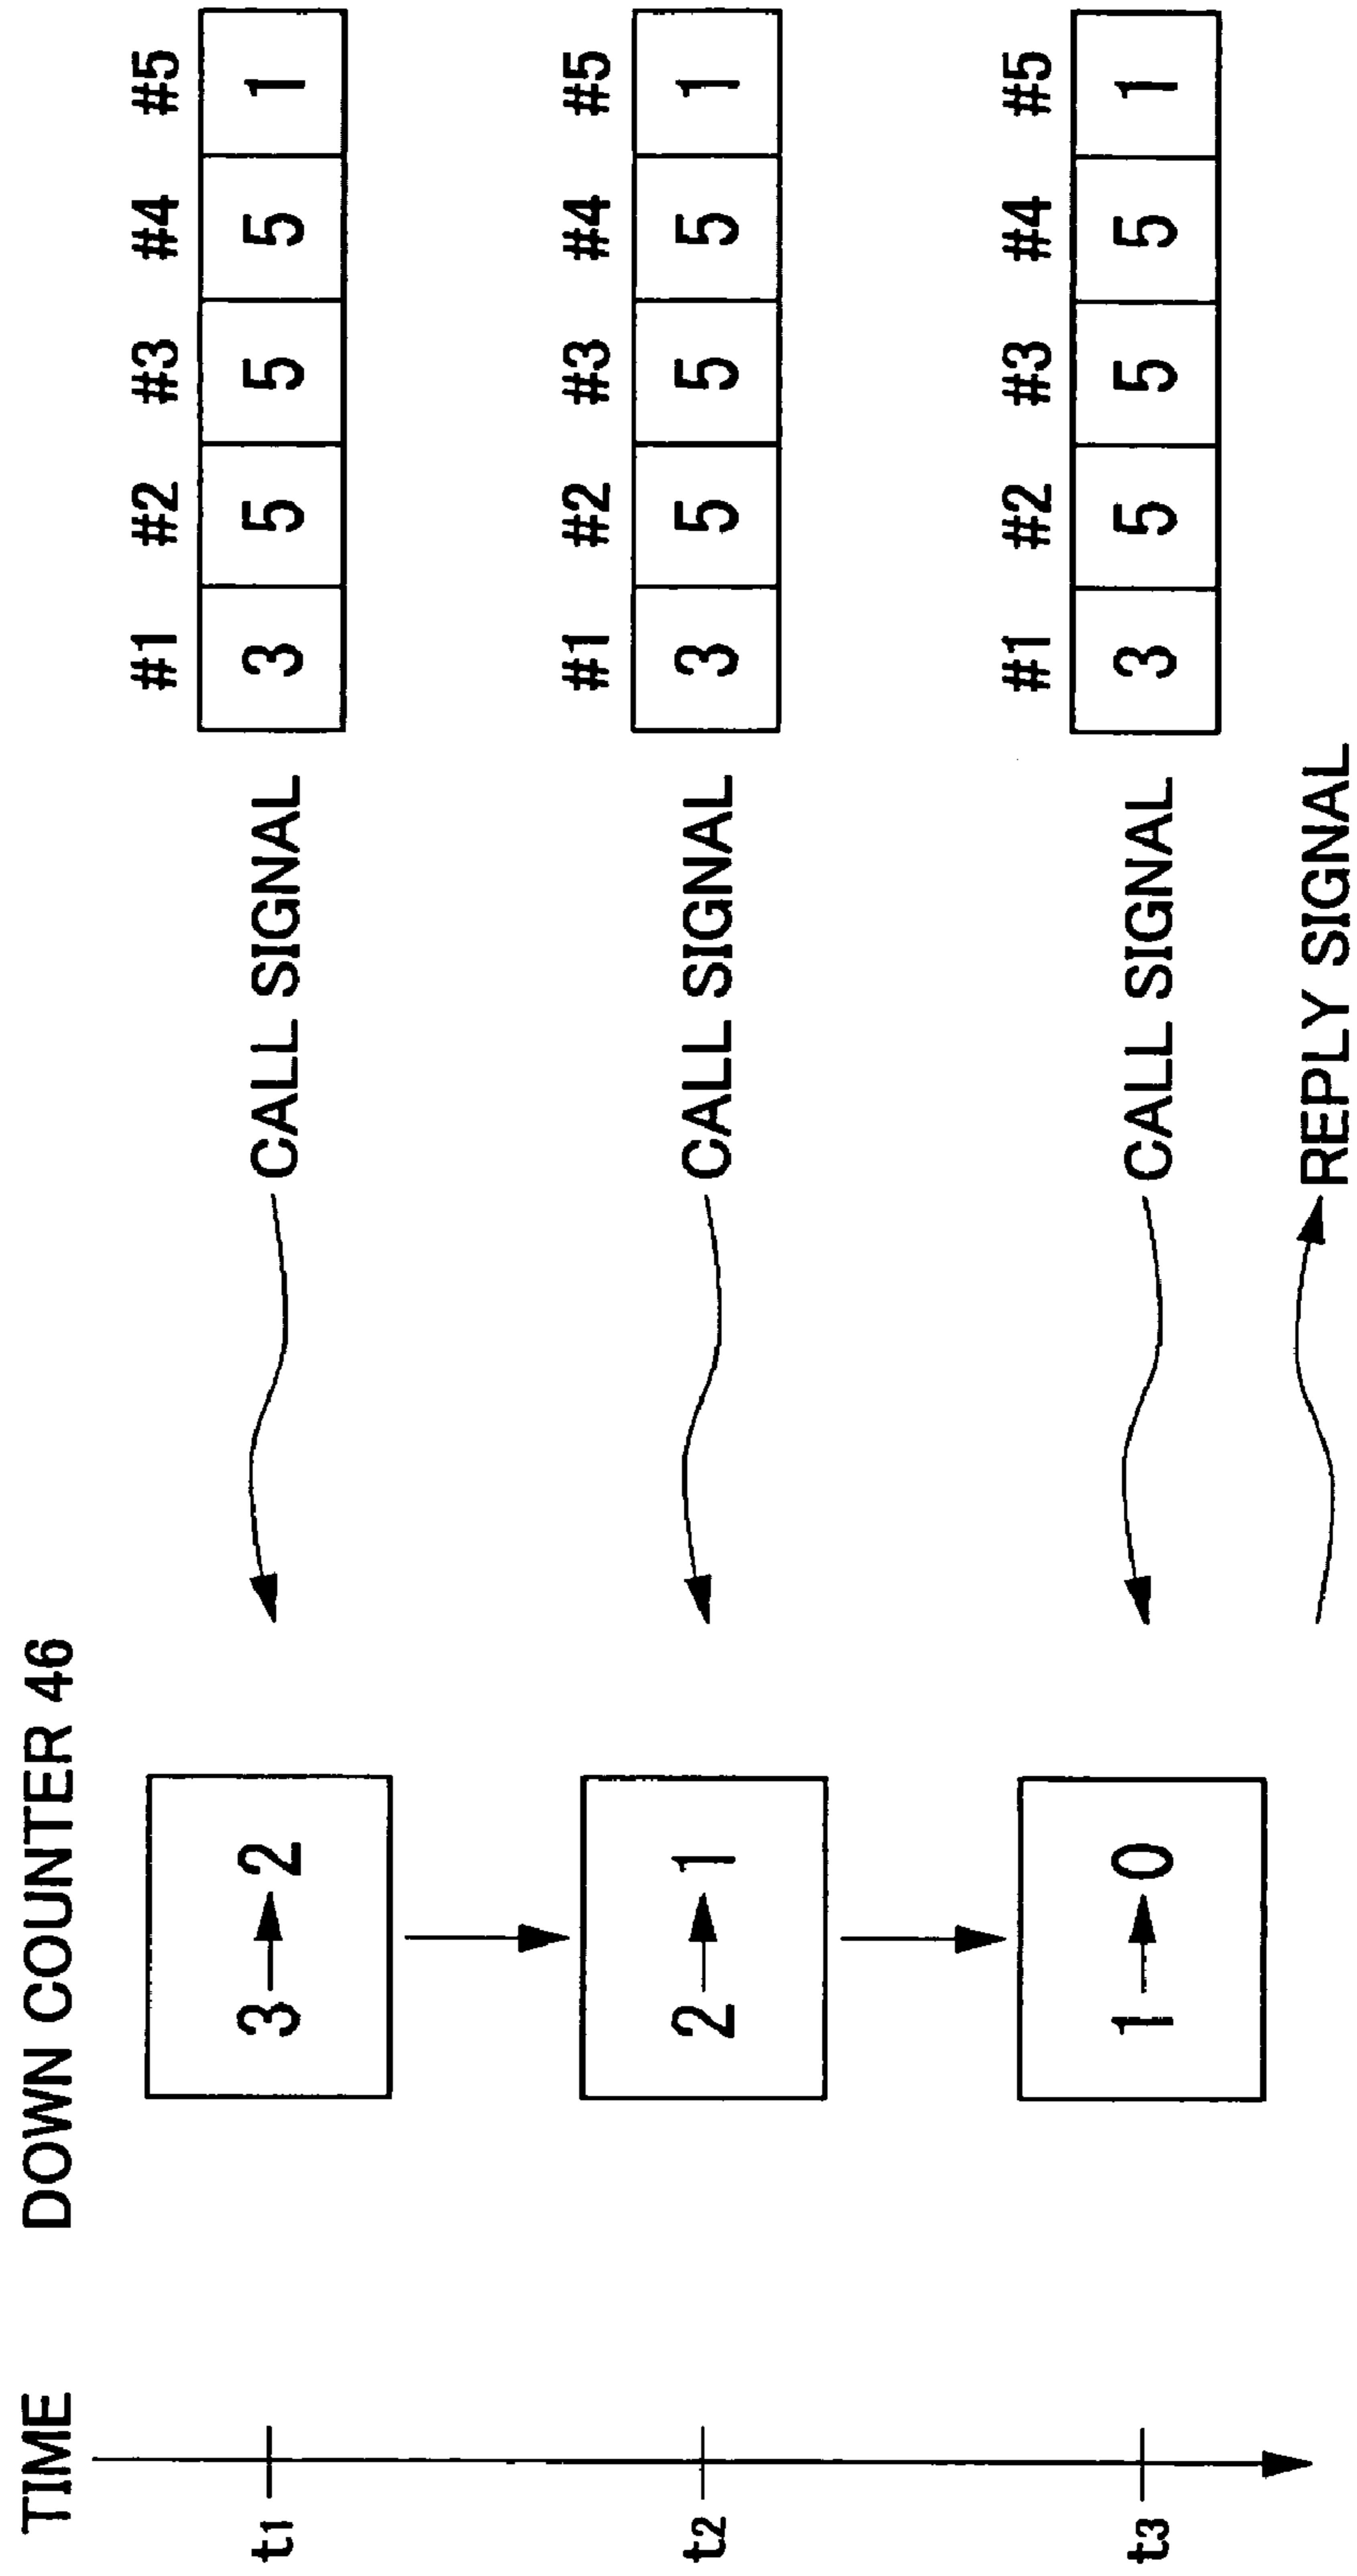 TIME DOWN COUNTER 46
#1 #2 #3 #4 #5
t1 3 2 CALL SIGNAL 3 5 5 5 1
#1 #2 #3 #4 #5
t2 2 1 CALL SIGNAL 3 5 5 5 1
#1 #2 #3 #4 #5
t3 1 0 CALL SIGNAL 3 5 5 5 1
REPLY SIGNAL